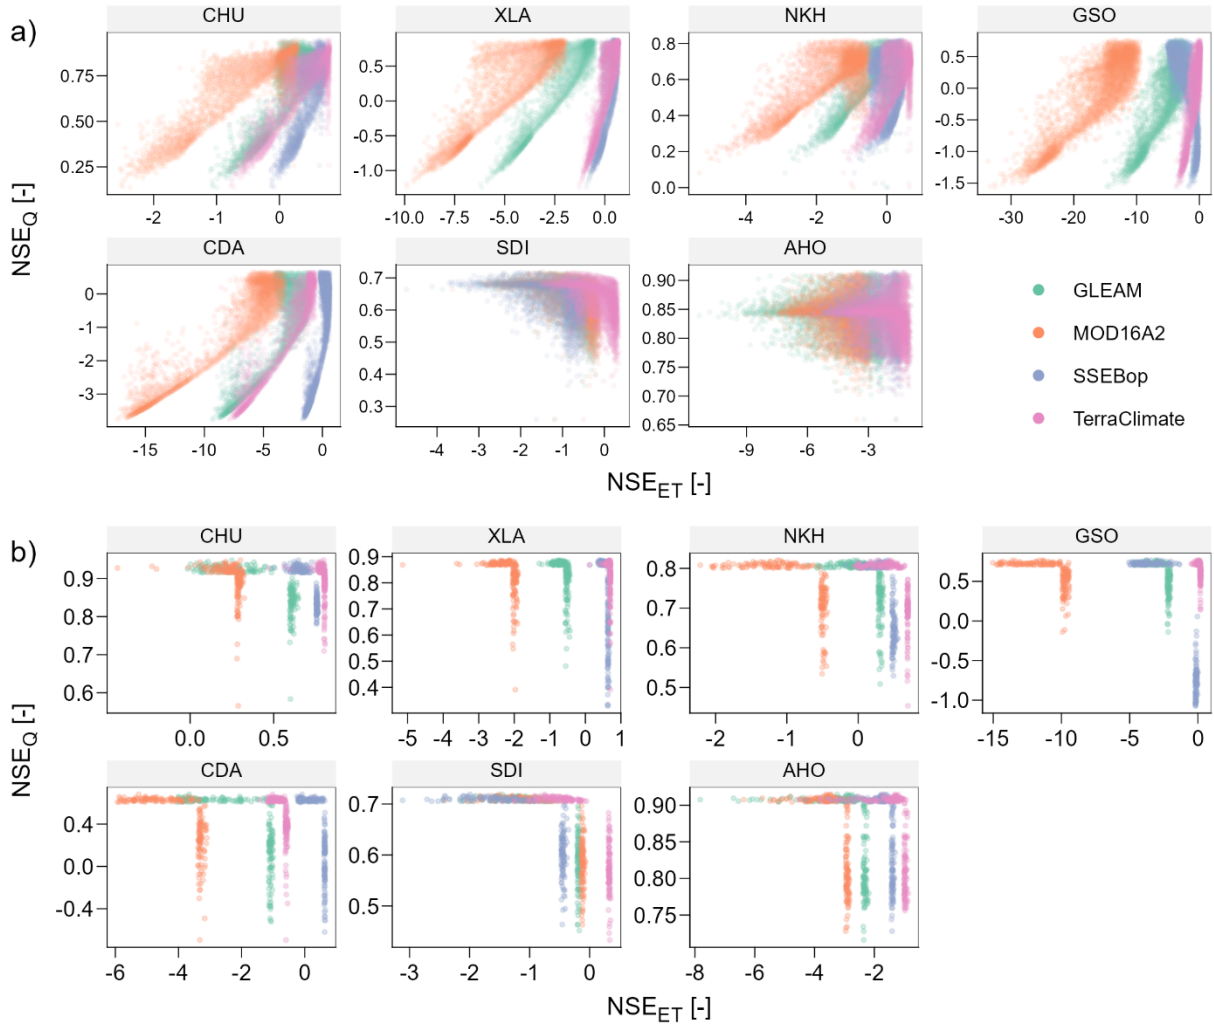 a)
CHU XLA NKH GSO
0.75 0.50 0.25
0.5 0.0 -0.5 -1.0
0.8 0.6 0.4 0.2 0.0
0.5 0.0 -0.5 -1.0 -1.5
-2 -1 0
-10.0 -7.5 -5.0 -2.5 0.0
-4 -2 0
-30 -20 -10 0
NSEQ [-]
CDA SDI AHO
0 -1 -2 -3
0.7 0.6 0.5 0.4 0.3
0.90 0.85 0.80 0.75 0.70 0.65
-15 -10 -5 0
-4 -3 -2 -1 0
-9 -6 -3
GLEAM
MOD16A2
SSEBop
TerraClimate
NSEET [-]
b)
CHU XLA NKH GSO
0.9 0.8 0.7 0.6
0.9 0.8 0.7 0.6 0.5 0.4
0.8 0.7 0.6 0.5
0.5 0.0 -0.5 -1.0
0.0 0.5
-5 -4 -3 -2 -1 0 1
-2 -1 0
-15 -10 -5 0
NSEQ [-]
CDA SDI AHO
0.4 0.0 -0.4
0.7 0.6 0.5
0.90 0.85 0.80 0.75
-6 -4 -2 0
-3 -2 -1 0
-8 -6 -4 -2
NSEET [-]